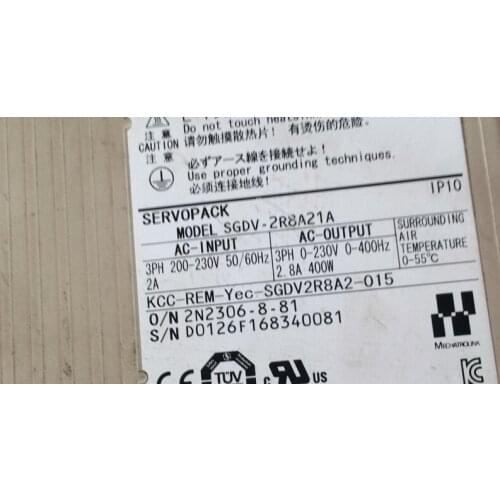 Do not touch heatsink
注意
CAUTION 请勿触摸散热片！有烫伤的危险。
必ずアース線を接続せよ！
Use proper grounding techniques.
必须连接地线！
IP10
SERVOPACK
MODEL SGDV-2R8A21A
AC-INPUT
3PH 200-230V 50/60Hz
2A
AC-OUTPUT
3PH 0-230V 0-400Hz
2.8A 400W
SURROUNDING
AIR
TEMPERATURE
0-55℃
KCC-REM-Yec-SGDV2R8A2-015
O/N 2N2306-8-81
S/N D0126F168340081
MECHATROLINK
CE
TÜV
c RU US